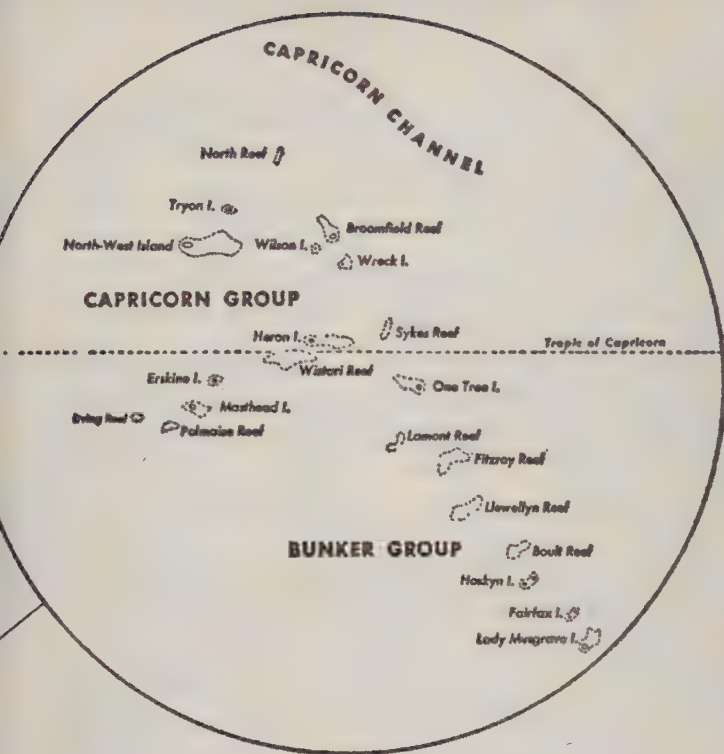 CAPRICORN CHANNEL
North Reef
Tryon I.
Broomfield Reef
North-West Island
Wilson I.
Wreck I.
CAPRICORN GROUP
Sykes Reef
Heron I.
Tropic of Capricorn
Wistari Reef
Erskine I.
One Tree I.
Masthead I.
Reef
Polmaise Reef
Lamont Reef
Fitzroy Reef
Llewellyn Reef
BUNKER GROUP
Boult Reef
Hoskyn I.
Fairfax I.
Lady Musgrave I.